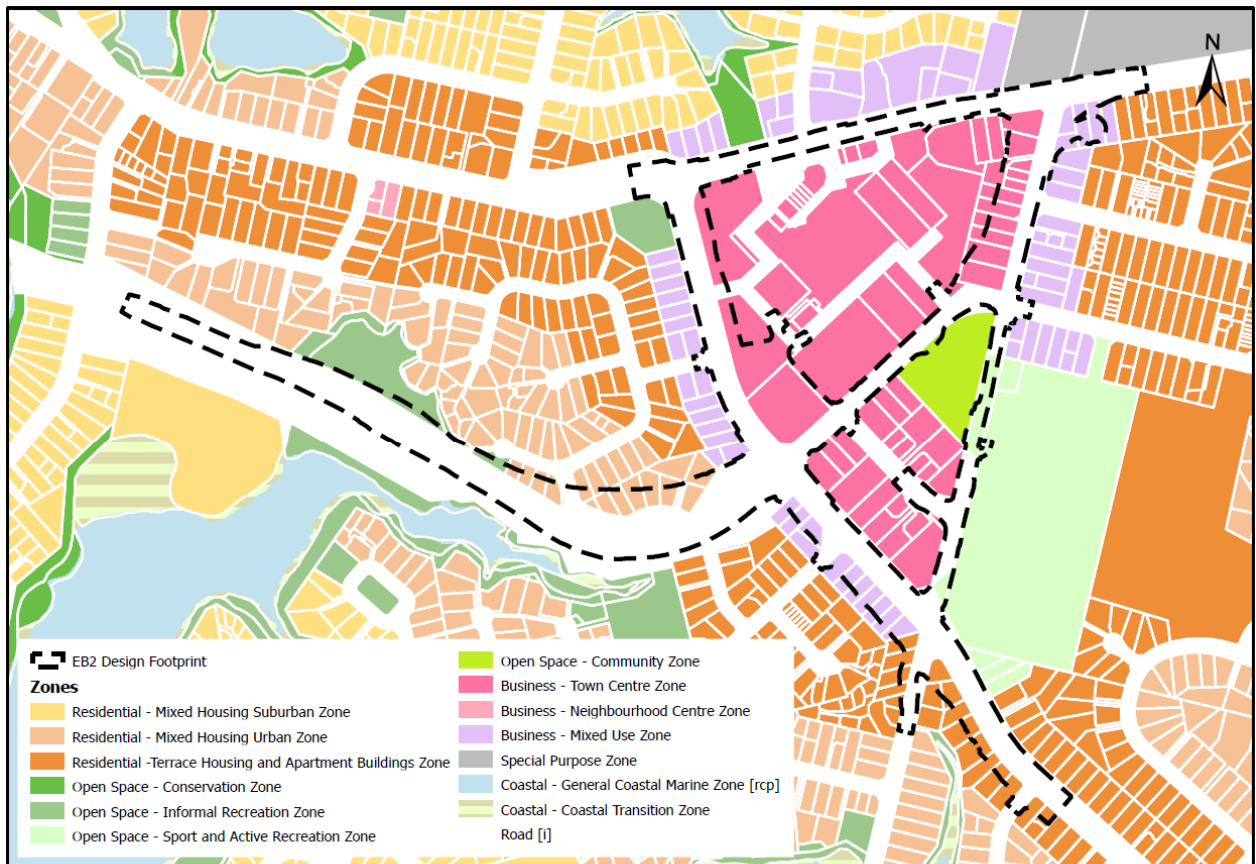 N
EB2 Design Footprint
Zones
Residential - Mixed Housing Suburban Zone
Residential - Mixed Housing Urban Zone
Residential -Terrace Housing and Apartment Buildings Zone
Open Space - Conservation Zone
Open Space - Informal Recreation Zone
Open Space - Sport and Active Recreation Zone
Open Space - Community Zone
Business - Town Centre Zone
Business - Neighbourhood Centre Zone
Business - Mixed Use Zone
Special Purpose Zone
Coastal - General Coastal Marine Zone [rcp]
Coastal - Coastal Transition Zone
Road [i]